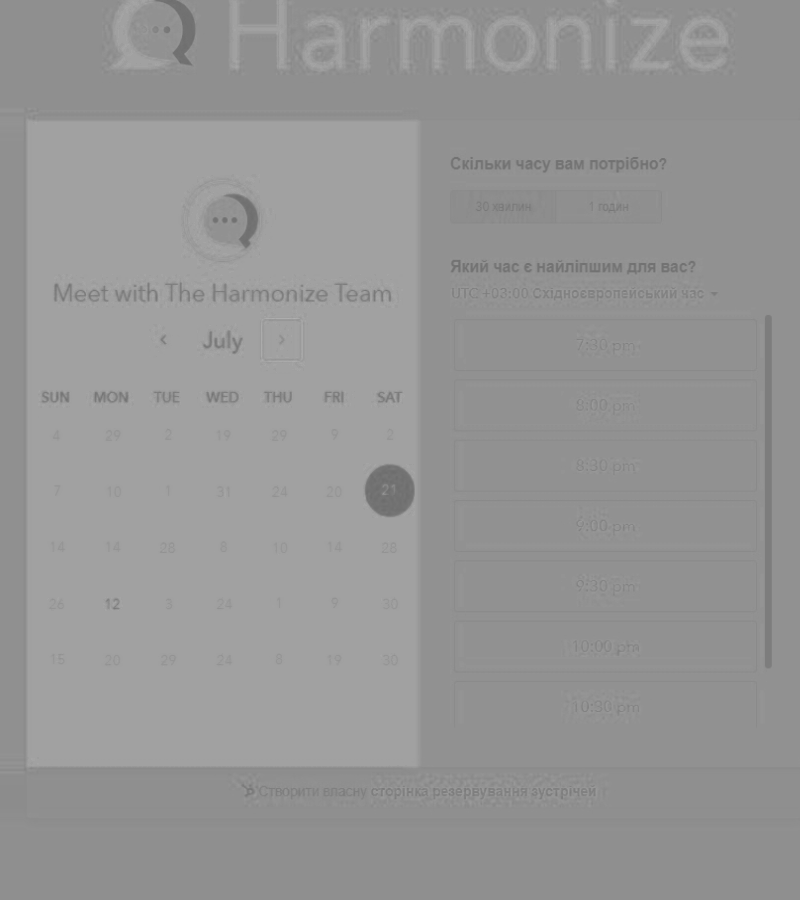 Harmonize
Meet with The Harmonize Team
‹ July ›
SUN MON TUE WED THU FRI SAT
4 29 2 19 29 9 2
7 10 1 31 24 20 21
14 14 28 8 10 14 28
26 12 3 24 1 9 30
15 20 29 24 8 19 30
Скільки часу вам потрібно?
30 хвилин 1 годин
Який час є найліпшим для вас?
UTC +03:00 Східноєвропейський час
7:30 pm
8:00 pm
8:30 pm
9:00 pm
9:30 pm
10:00 pm
10:30 pm
Створити власну сторінка резервування зустрічей